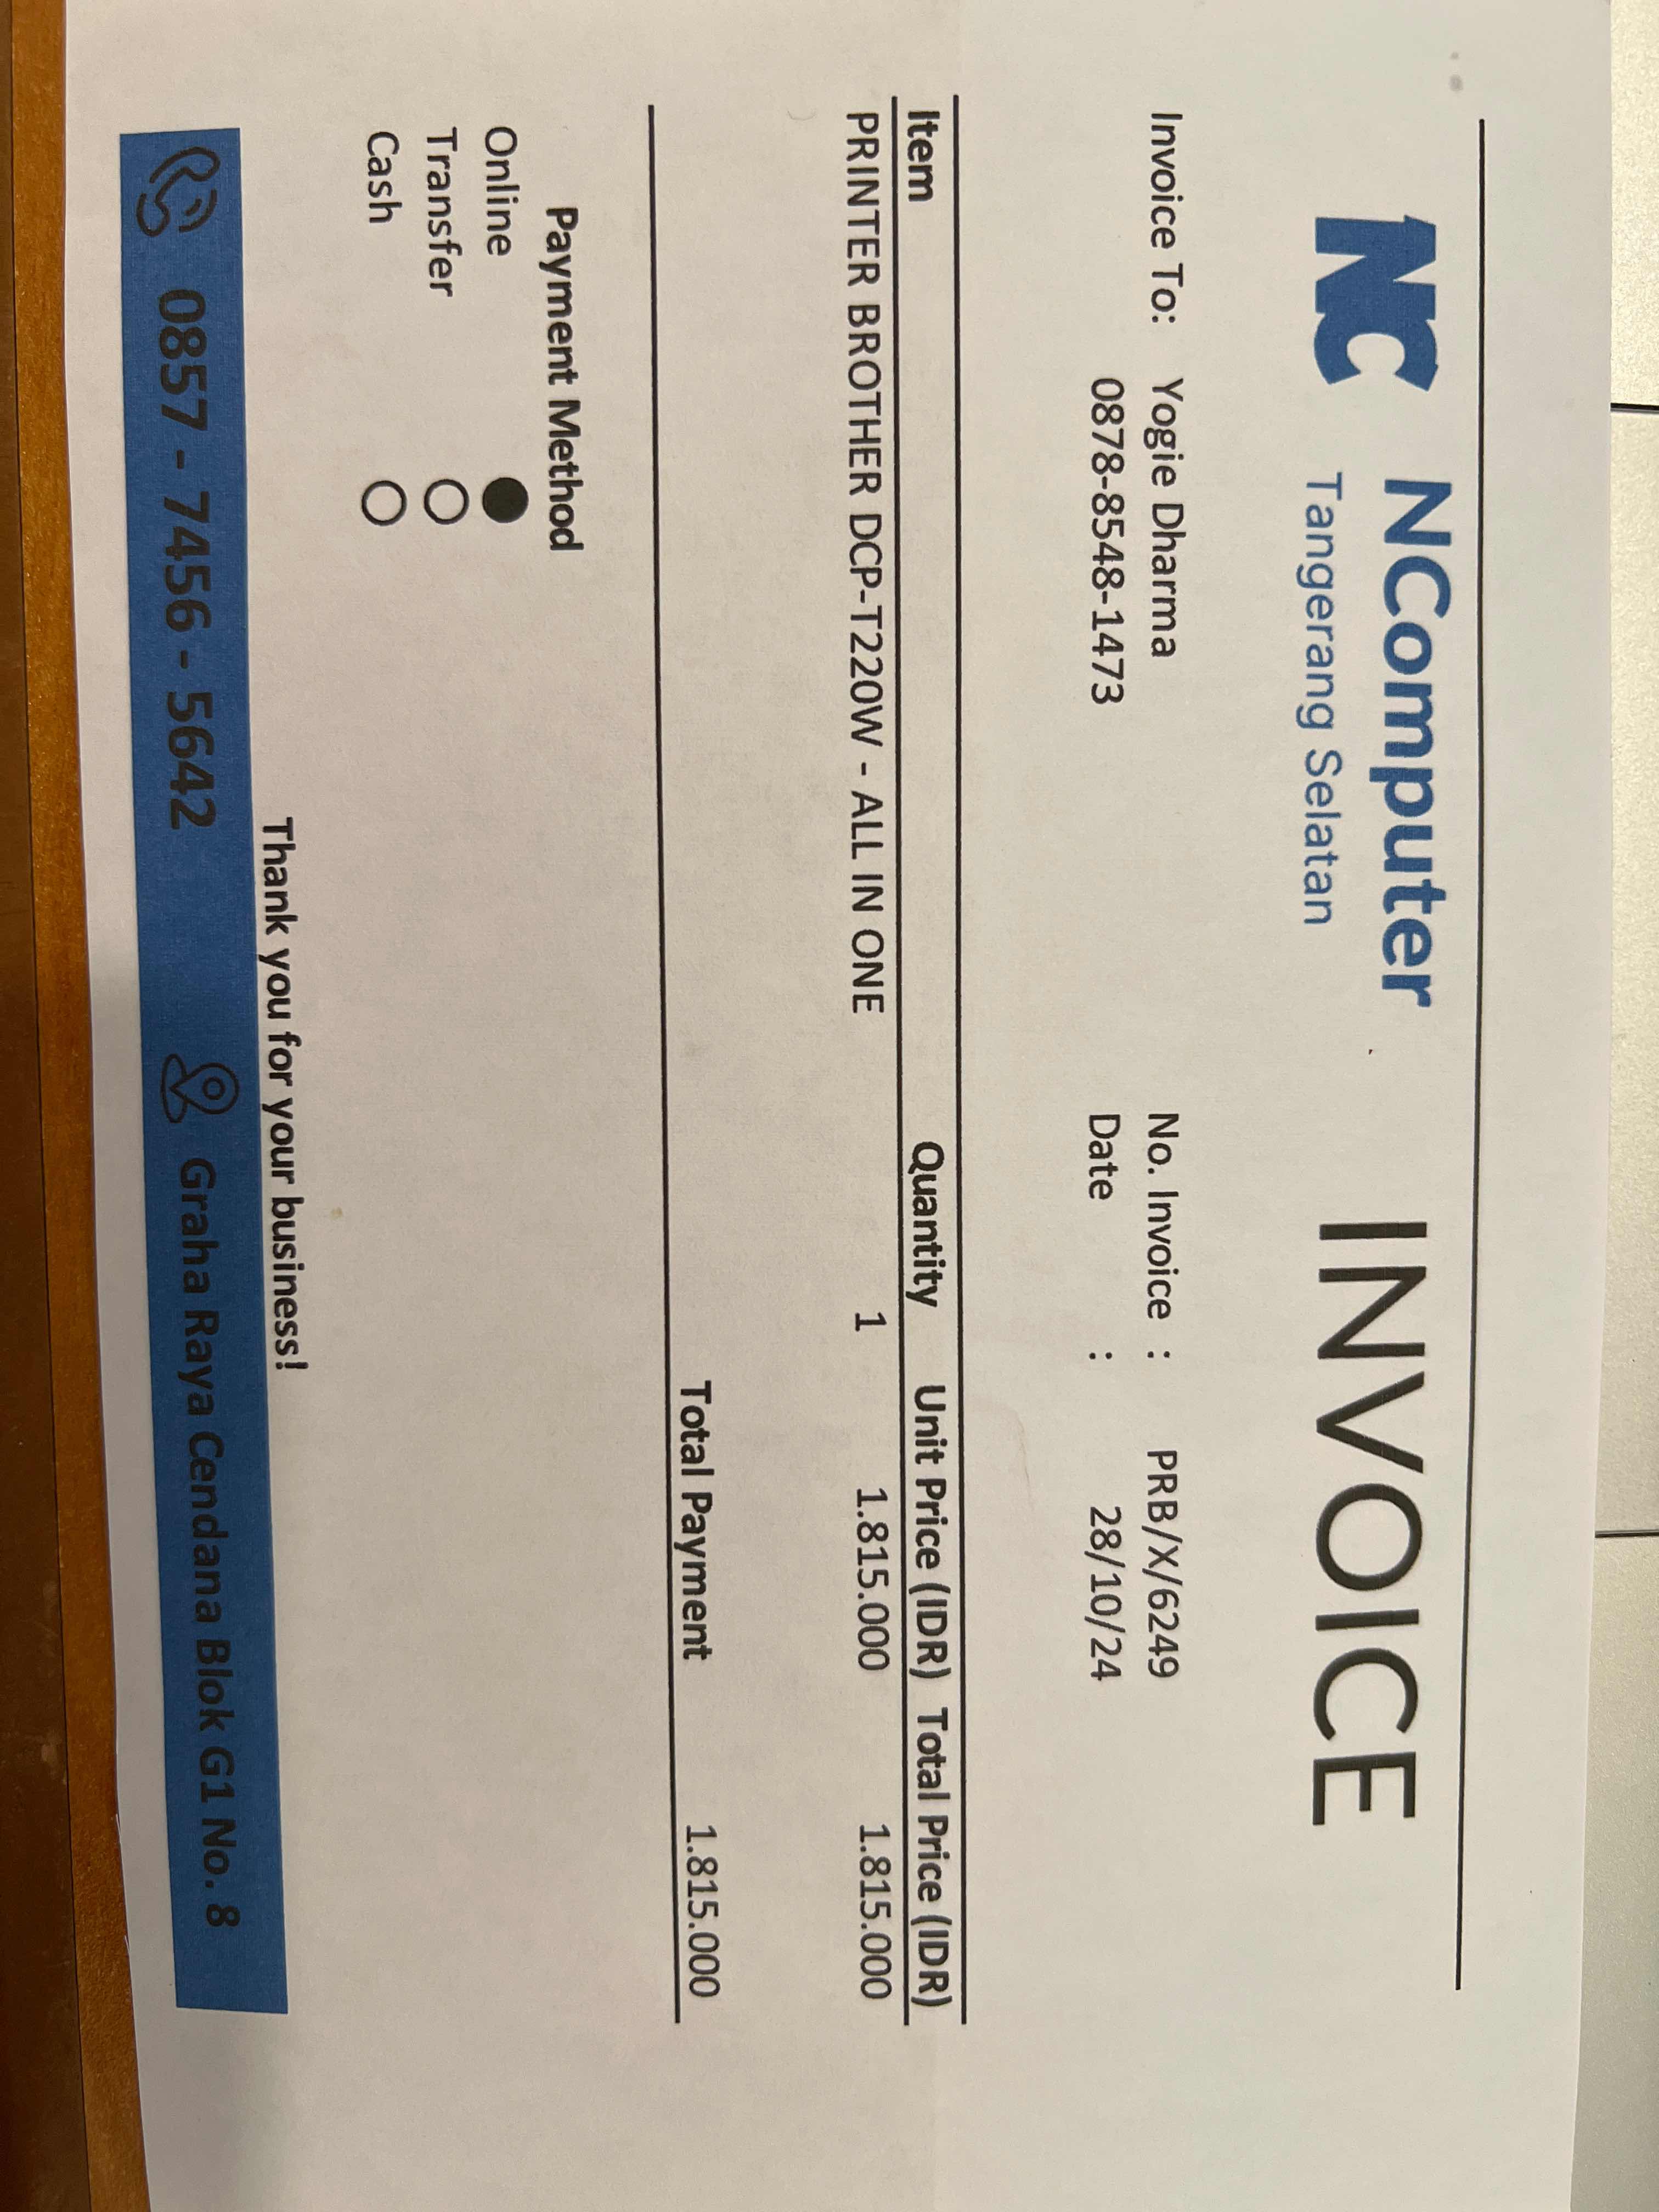 NC NComputer INVOICE
Tangerang Selatan
Invoice To: Yogie Dharma No. Invoice : PRB/X/6249
0878-8548-1473 Date : 28/10/24
Item Quantity Unit Price (IDR) Total Price (IDR)
PRINTER BROTHER DCP-T220W - ALL IN ONE 1 1.815.000 1.815.000
Total Payment 1.815.000
Payment Method
Online
Transfer
Cash
Thank you for your business!
0857 - 7456 - 5642 Graha Raya Cendana Blok G1 No. 8